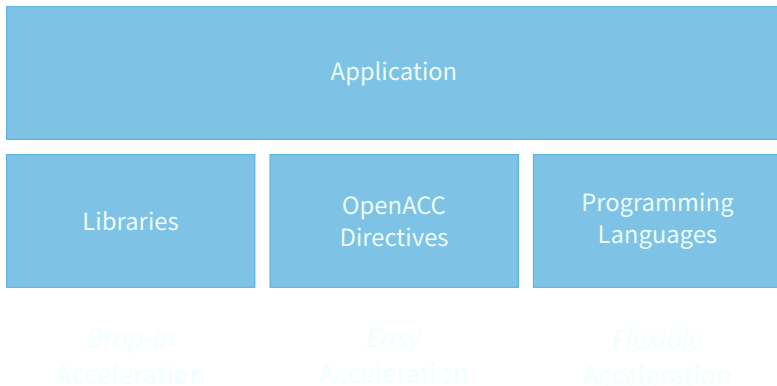 Application
Libraries
OpenACC
Directives
Programming
Languages
Drop-in
Acceleration
Easy
Acceleration
Flexible
Acceleration